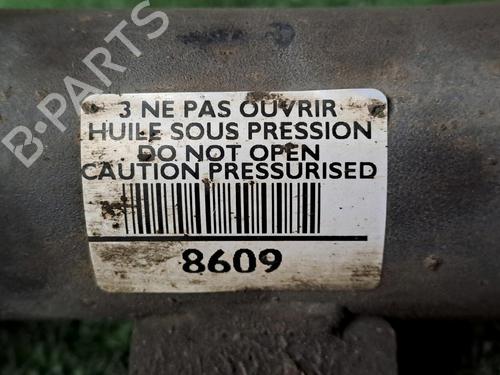 B-PARTS
3 NE PAS OUVRIR
HUILE SOUS PRESSION
DO NOT OPEN
CAUTION PRESSURISED
8609